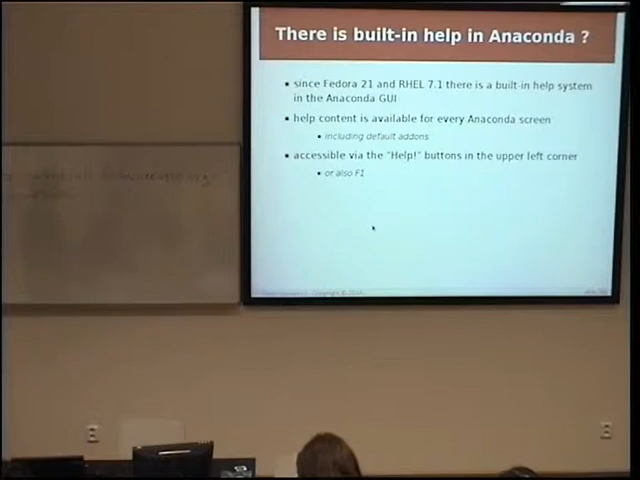 There is built-in help in Anaconda ?
since Fedora 21 and RHEL 7.1 there is a built-in help system
in the Anaconda GUI
help content is available for every Anaconda screen
including default addons
accessible via the "Help!" buttons in the upper left corner
or also F1